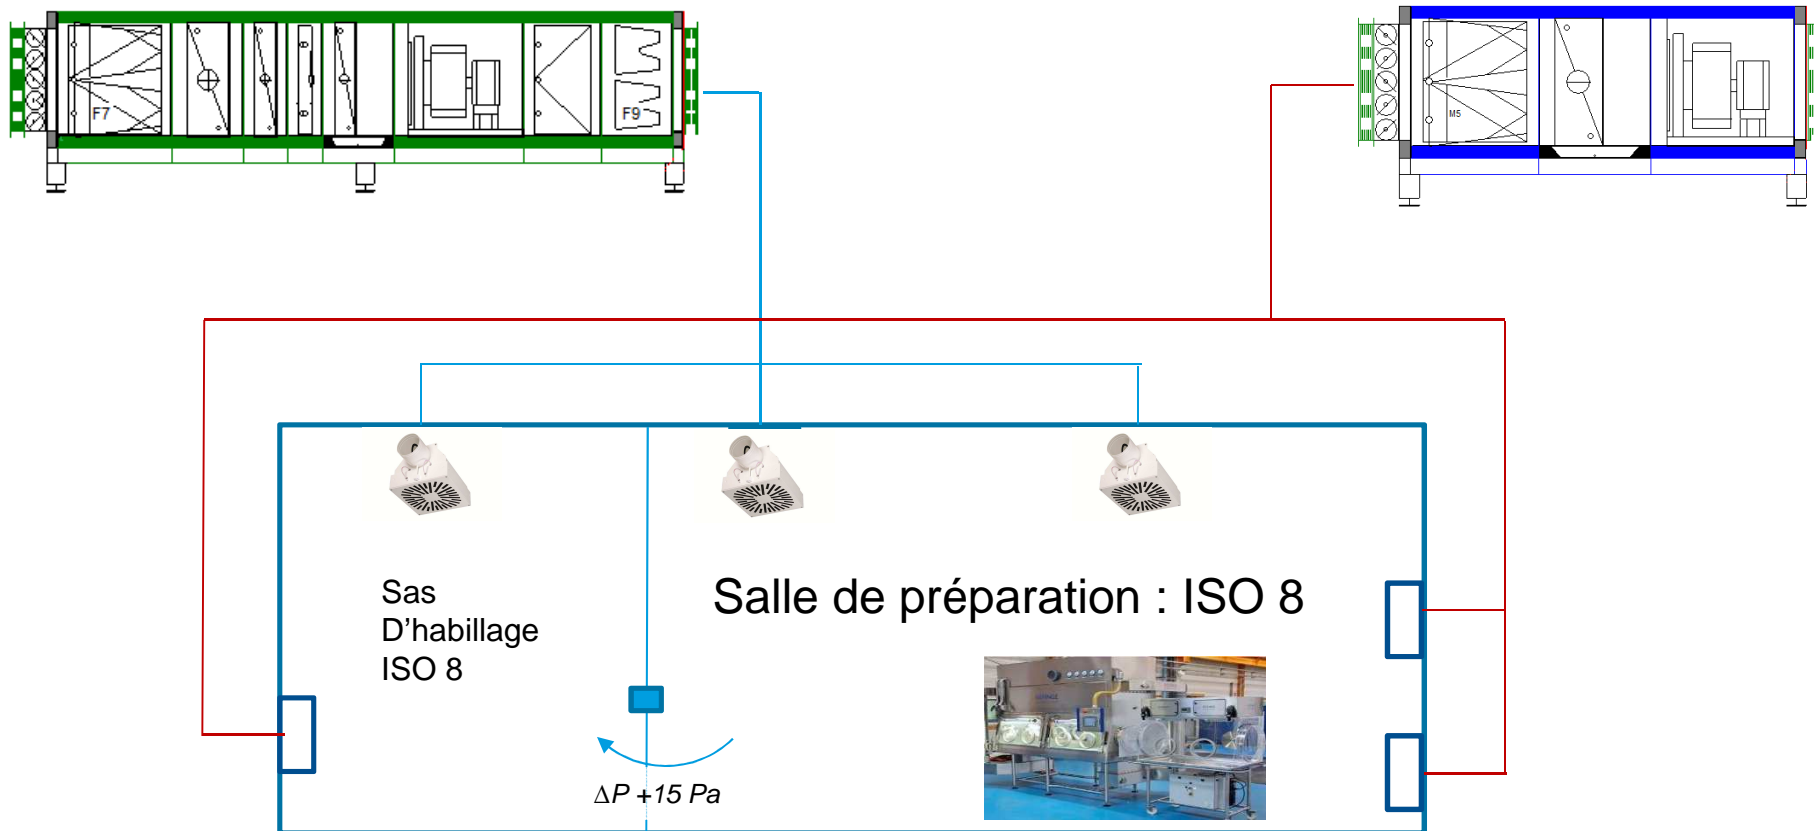 F7
F9
M5
Salle de préparation : ISO 8
Sas
D'habillage
ISO 8
ΔP +15 Pa